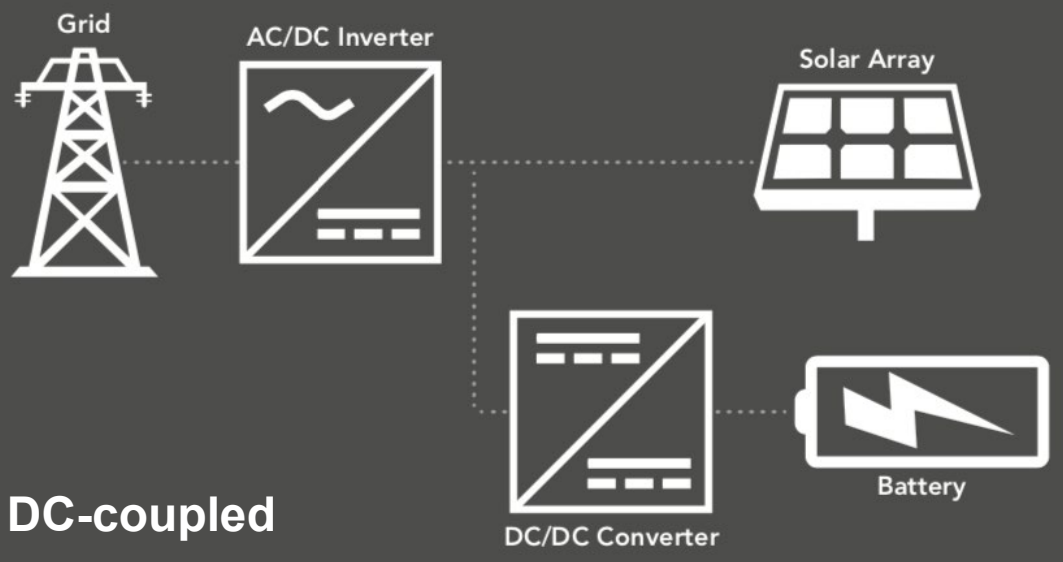 Grid
AC/DC Inverter
Solar Array
Battery
DC-coupled
DC/DC Converter